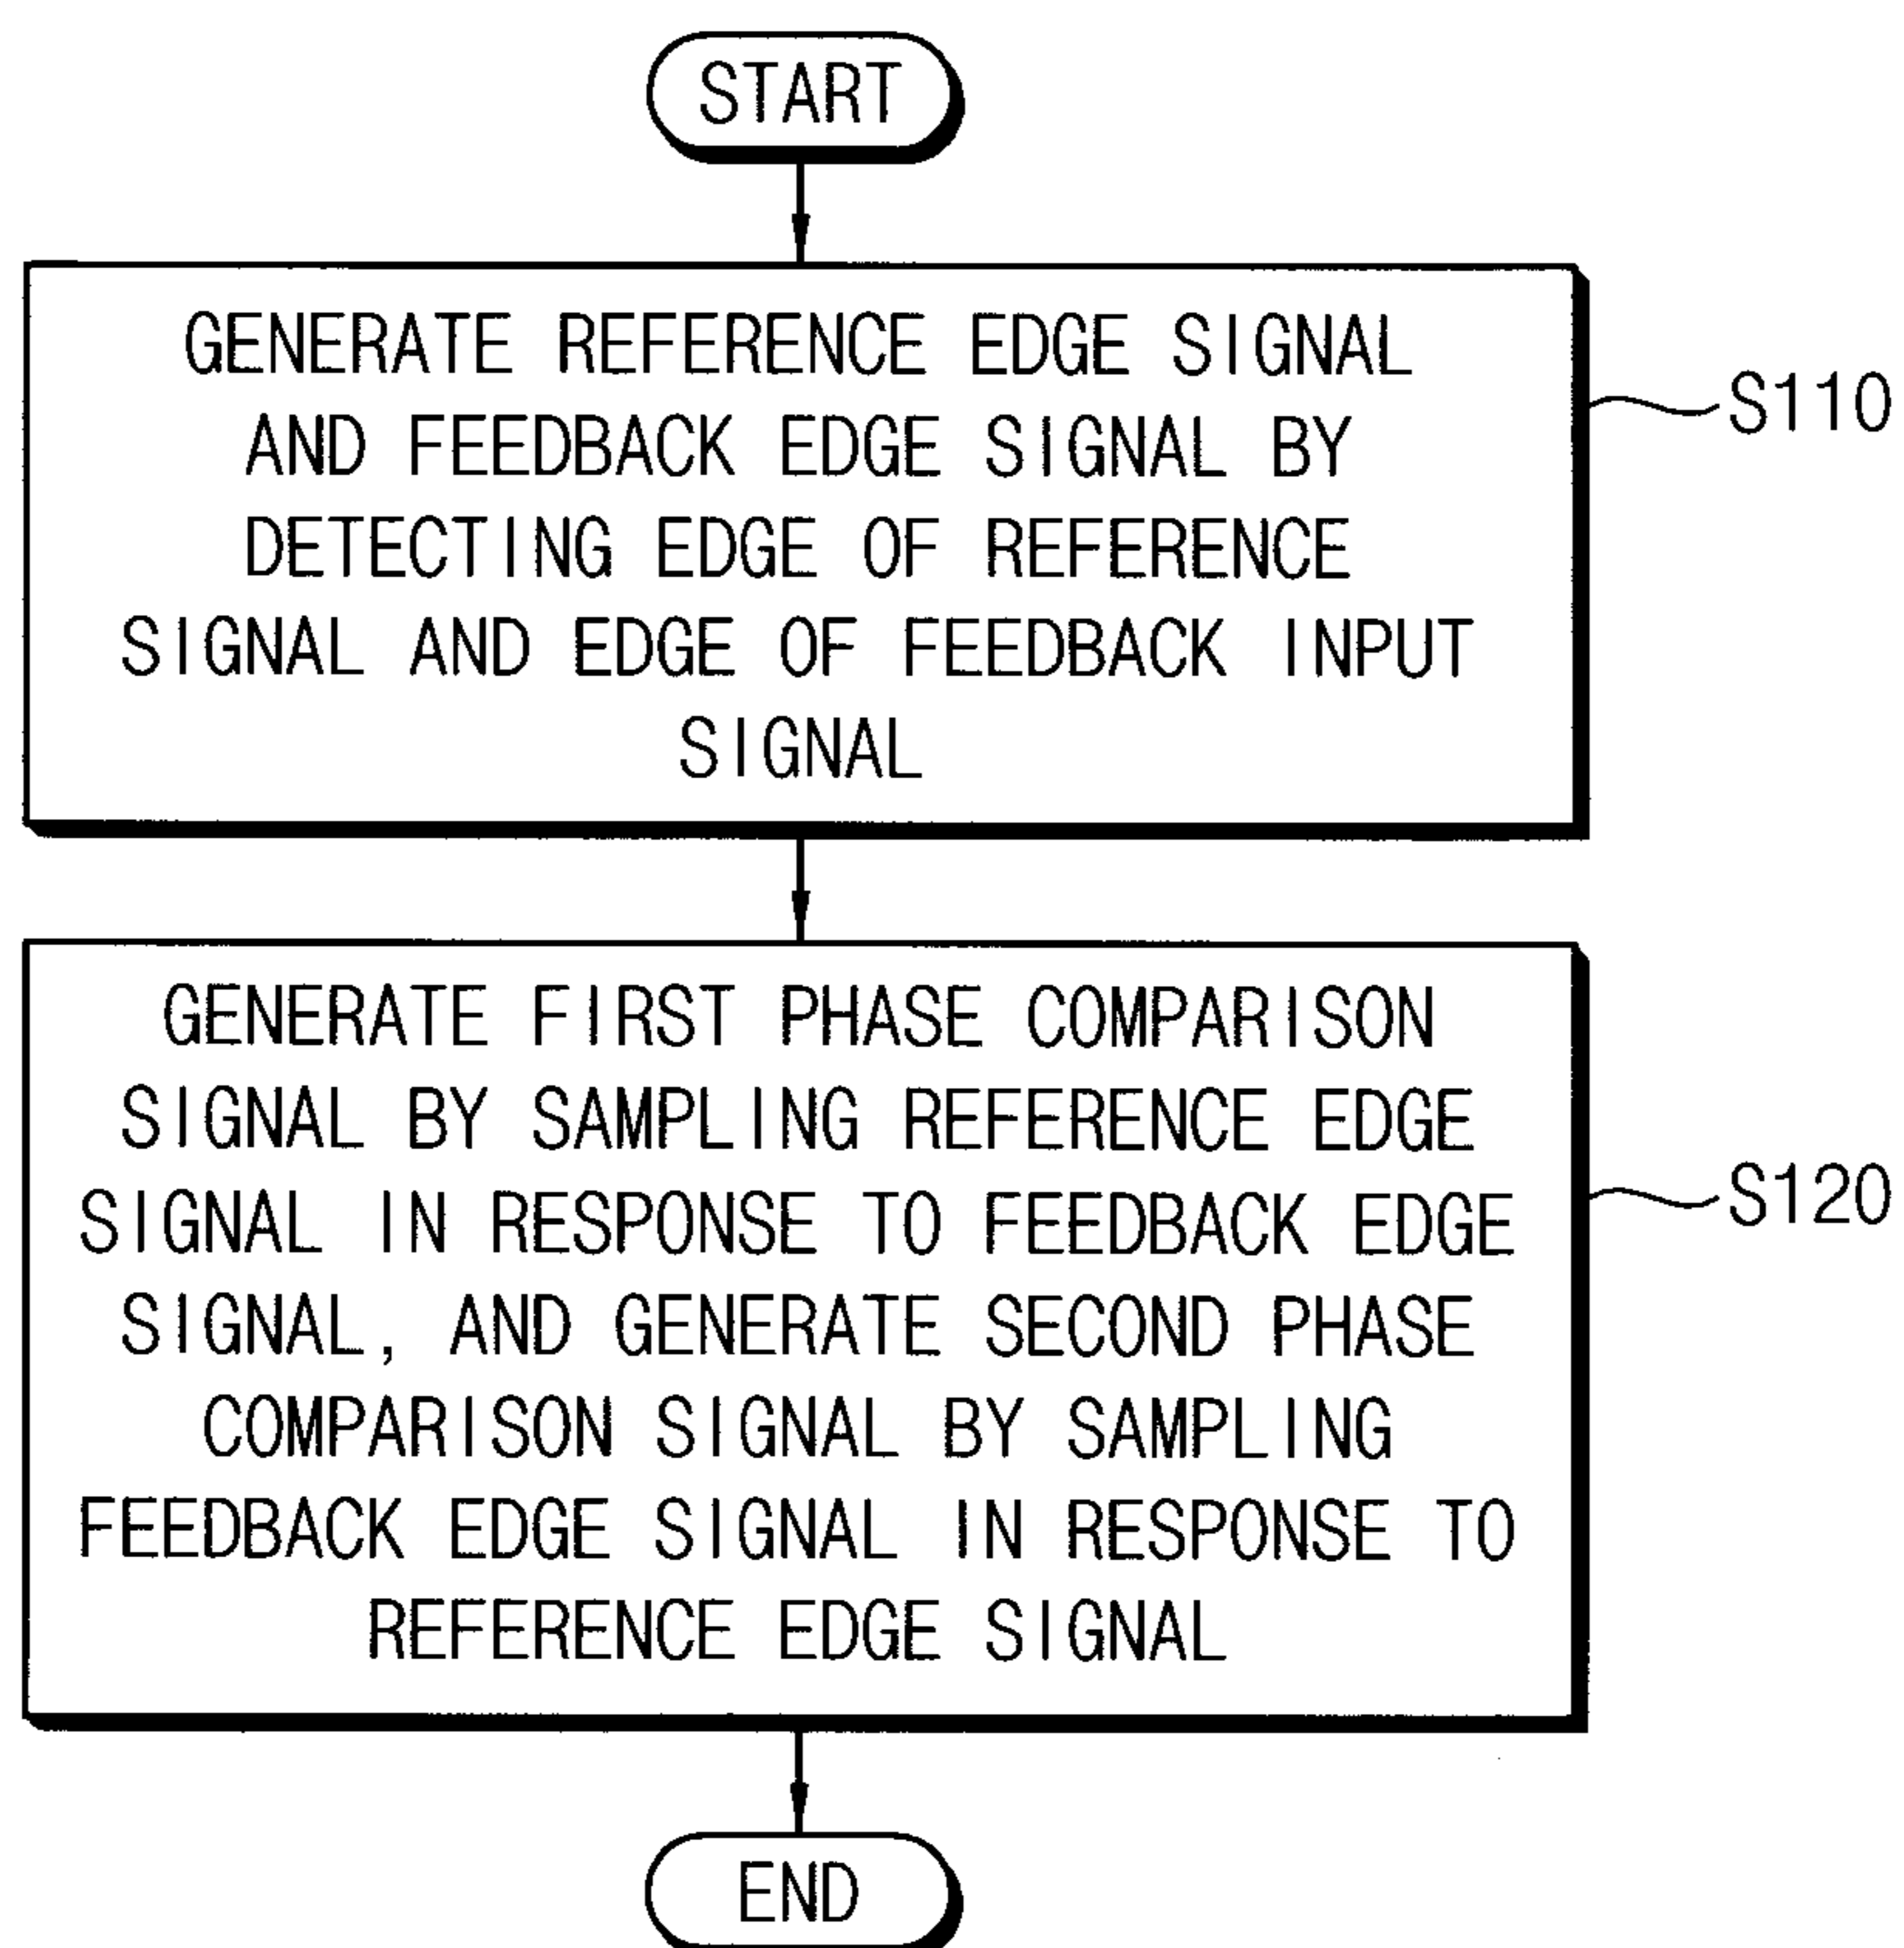 START
GENERATE REFERENCE EDGE SIGNAL
AND FEEDBACK EDGE SIGNAL BY
DETECTING EDGE OF REFERENCE
SIGNAL AND EDGE OF FEEDBACK INPUT
SIGNAL
S110
GENERATE FIRST PHASE COMPARISON
SIGNAL BY SAMPLING REFERENCE EDGE
SIGNAL IN RESPONSE TO FEEDBACK EDGE
SIGNAL, AND GENERATE SECOND PHASE
COMPARISON SIGNAL BY SAMPLING
FEEDBACK EDGE SIGNAL IN RESPONSE TO
REFERENCE EDGE SIGNAL
S120
END